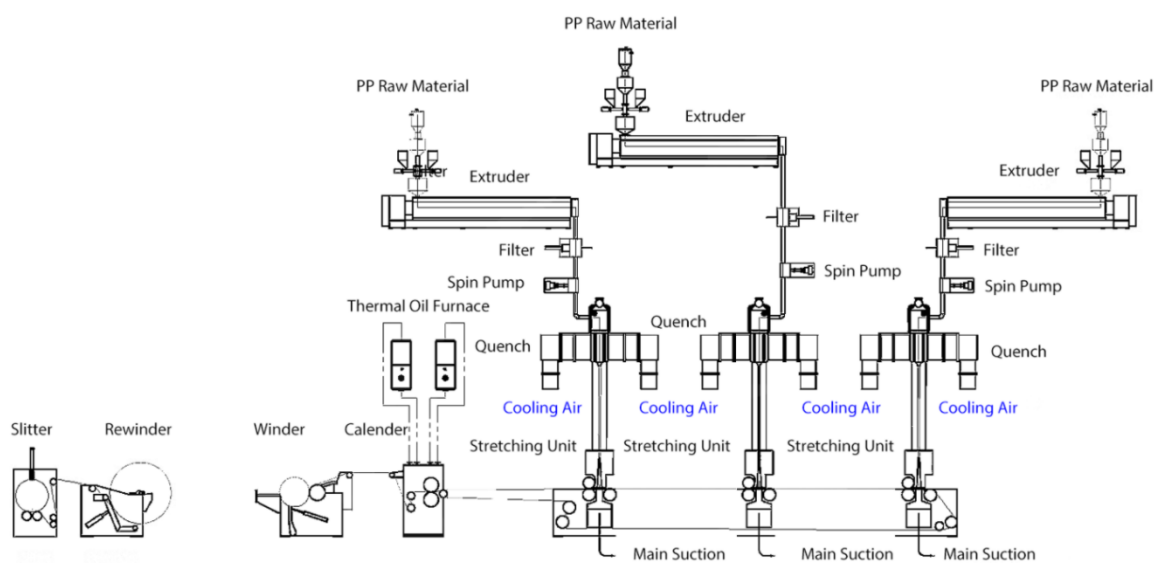 PP Raw Material
PP Raw Material
PP Raw Material
Extruder
Extruder
Extruder
Filter
Filter
Filter
Spin Pump
Spin Pump
Spin Pump
Thermal Oil Furnace
Quench
Quench
Quench
Cooling Air
Cooling Air
Cooling Air
Cooling Air
Slitter
Rewinder
Winder
Calender
Stretching Unit
Stretching Unit
Stretching Unit
Main Suction
Main Suction
Main Suction